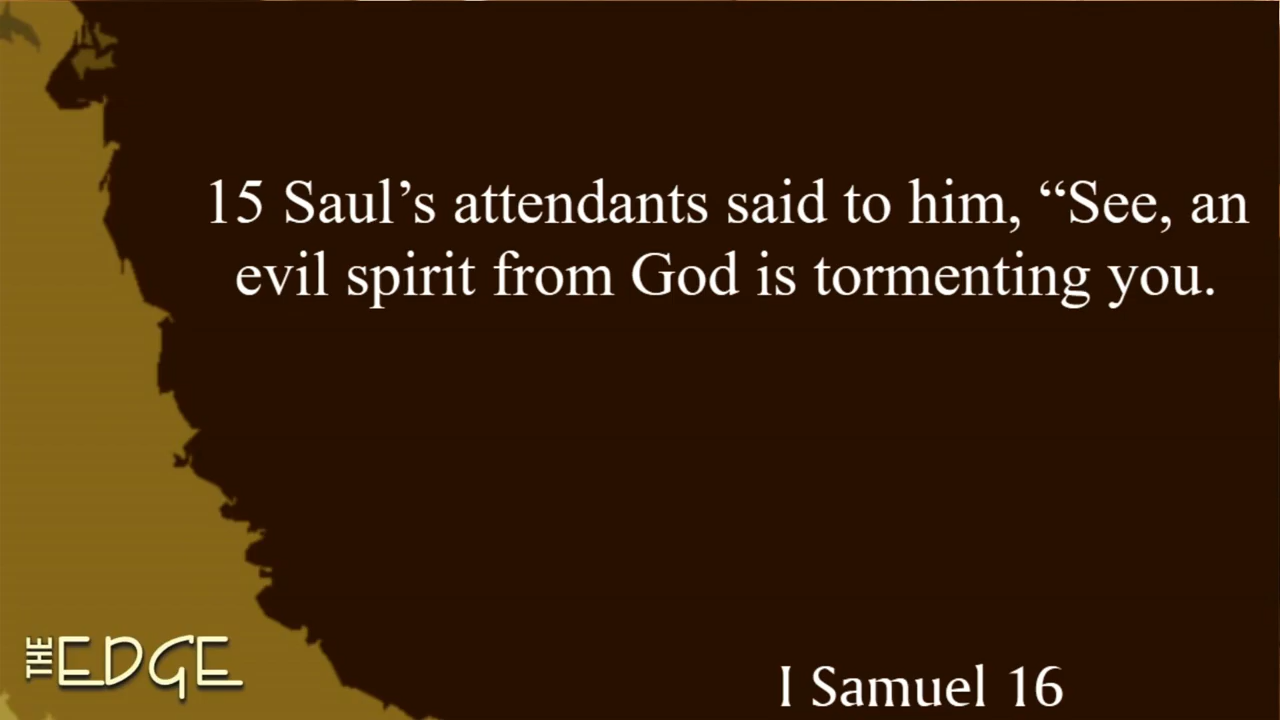 15 Saul’s attendants said to him, “See, an
evil spirit from God is tormenting you.
THE EDGE
I Samuel 16